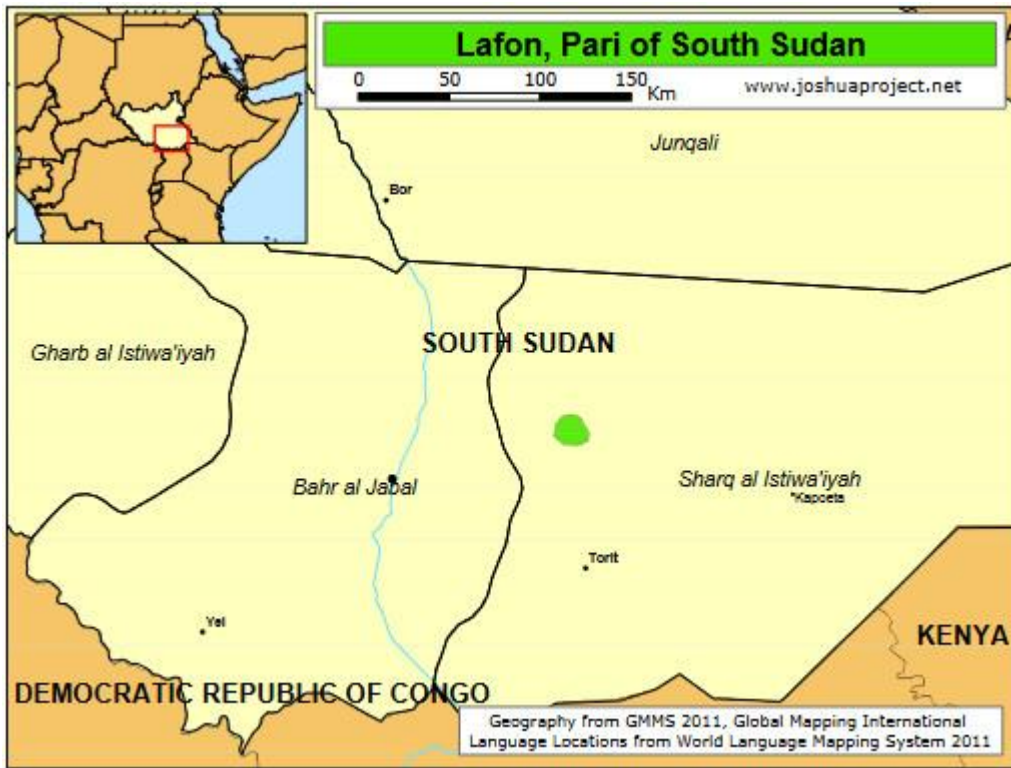 Lafon, Pari of South Sudan
0 50 100 150
Km
www.joshuaproject.net
Junqali
Bor
SOUTH SUDAN
Gharb al Istiwa'iyah
Bahr al Jabal
Sharq al Istiwa'iyah
Kapoeta
Torit
Yei
KENYA
DEMOCRATIC REPUBLIC OF CONGO
Geography from GMMS 2011, Global Mapping International
Language Locations from World Language Mapping System 2011